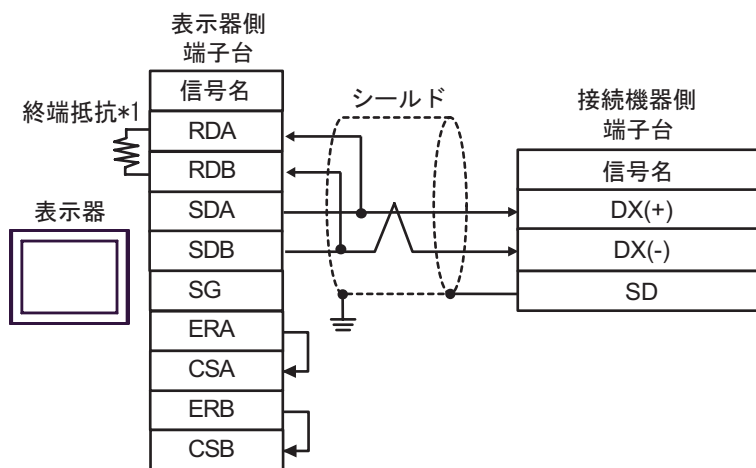 表示器側
端子台
信号名
終端抵抗*1
RDA
RDB
表示器
SDA
SDB
SG
ERA
CSA
ERB
CSB
シールド
接続機器側
端子台
信号名
DX(+)
DX(-)
SD